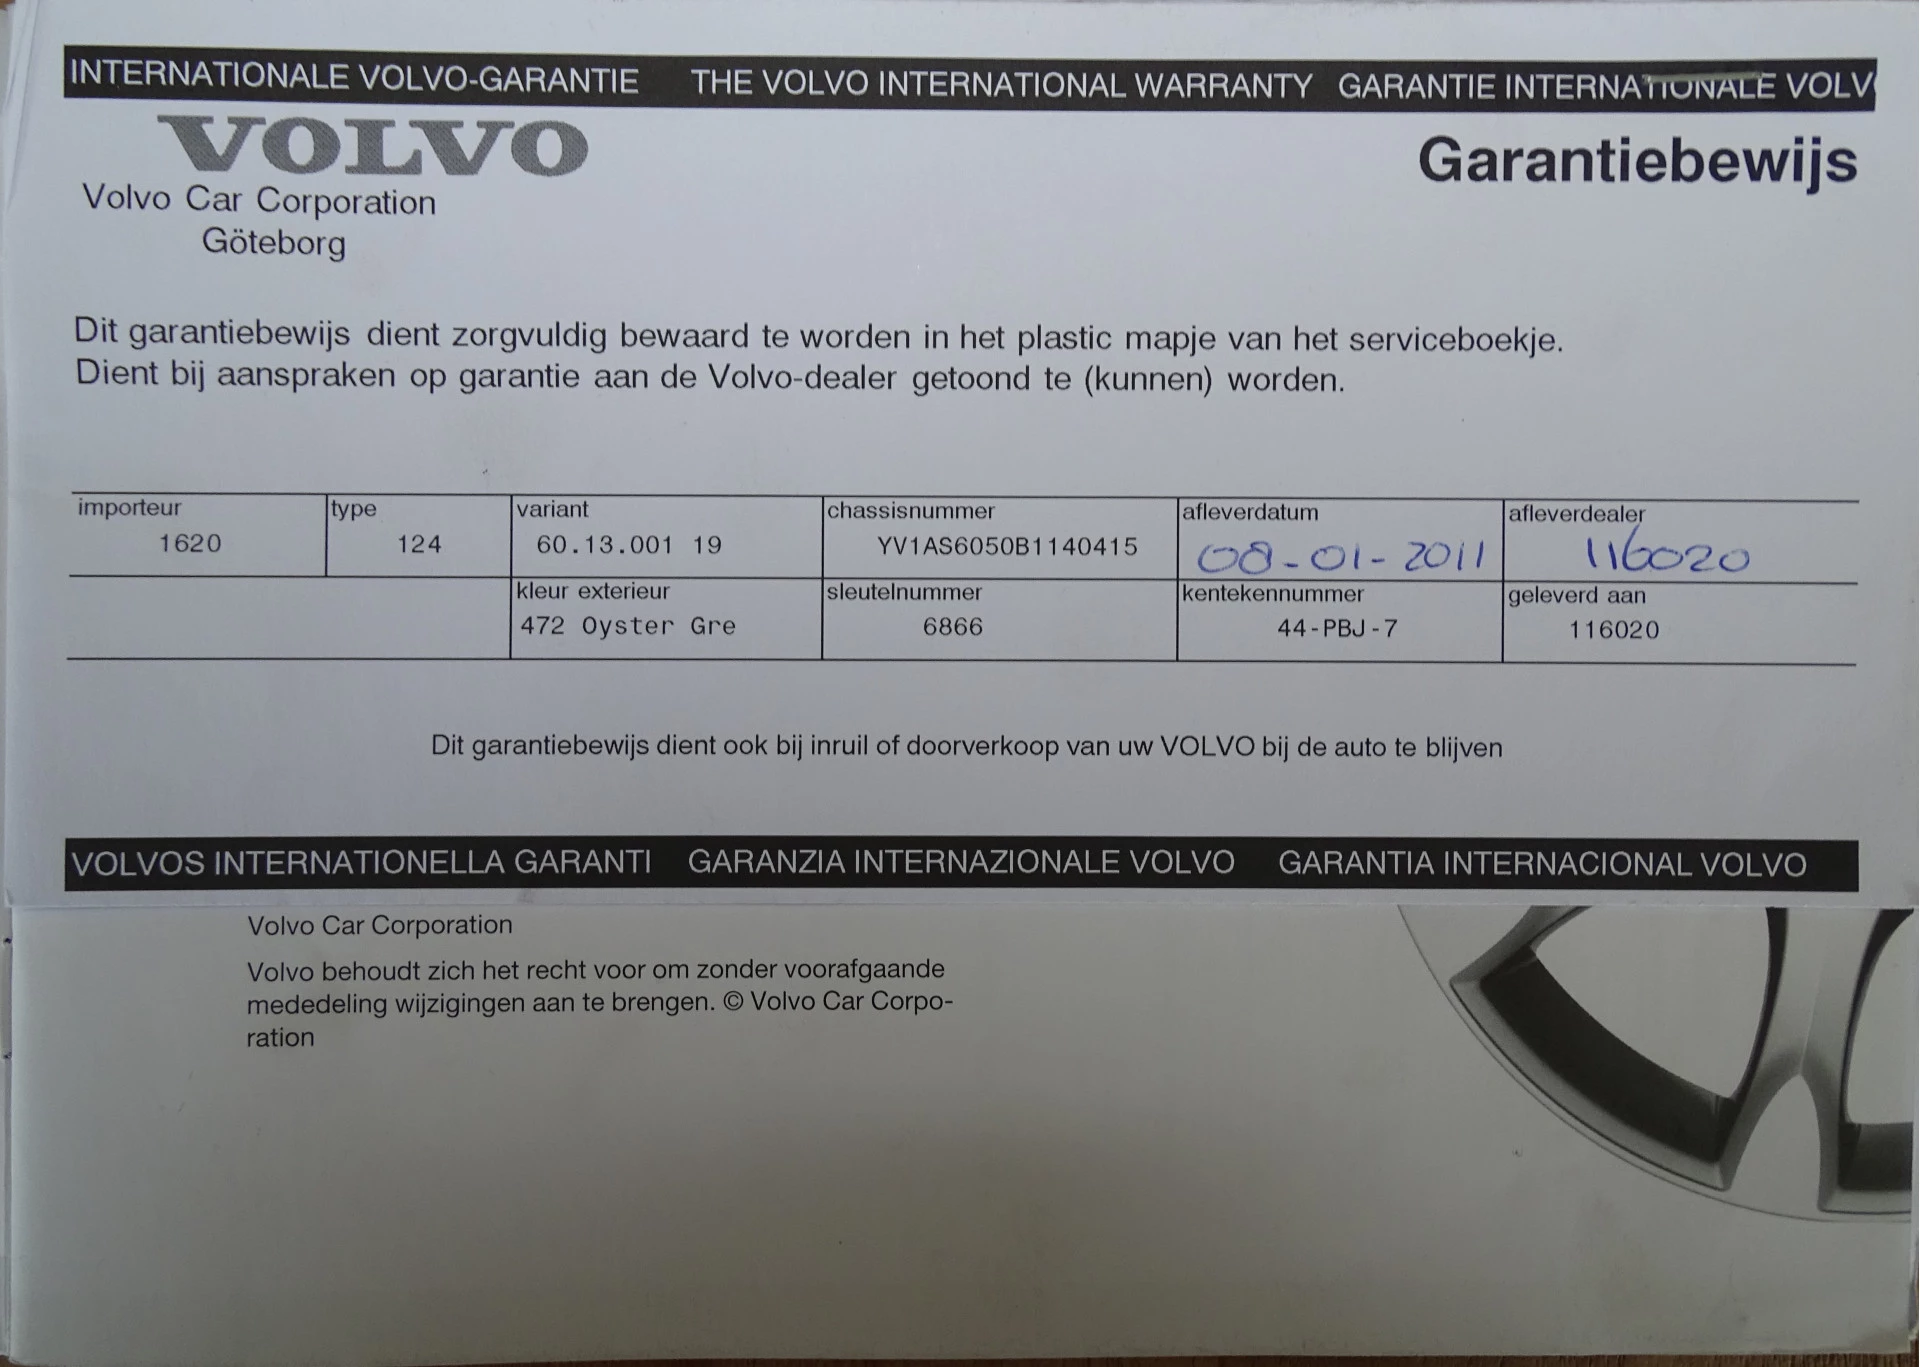 INTERNATIONALE VOLVO-GARANTIE THE VOLVO INTERNATIONAL WARRANTY GARANTIE INTERNATIONALE VOLV
VOLVO
Garantiebewijs
Volvo Car Corporation
Göteborg
Dit garantiebewijs dient zorgvuldig bewaard te worden in het plastic mapje van het serviceboekje.
Dient bij aanspraken op garantie aan de Volvo-dealer getoond te (kunnen) worden.
importeur type variant chassisnummer afleverdatum afleverdealer
1620 124 60.13.001 19 YV1AS6050B1140415 08-01-2011 116020
kleur exterieur sleutelnummer kentekennummer geleverd aan
472 Oyster Gre 6866 44-PBJ-7 116020
Dit garantiebewijs dient ook bij inruil of doorverkoop van uw VOLVO bij de auto te blijven
VOLVOS INTERNATIONELLA GARANTI GARANZIA INTERNAZIONALE VOLVO GARANTIA INTERNACIONAL VOLVO
Volvo Car Corporation
Volvo behoudt zich het recht voor om zonder voorafgaande
mededeling wijzigingen aan te brengen. © Volvo Car Corpo-
ration